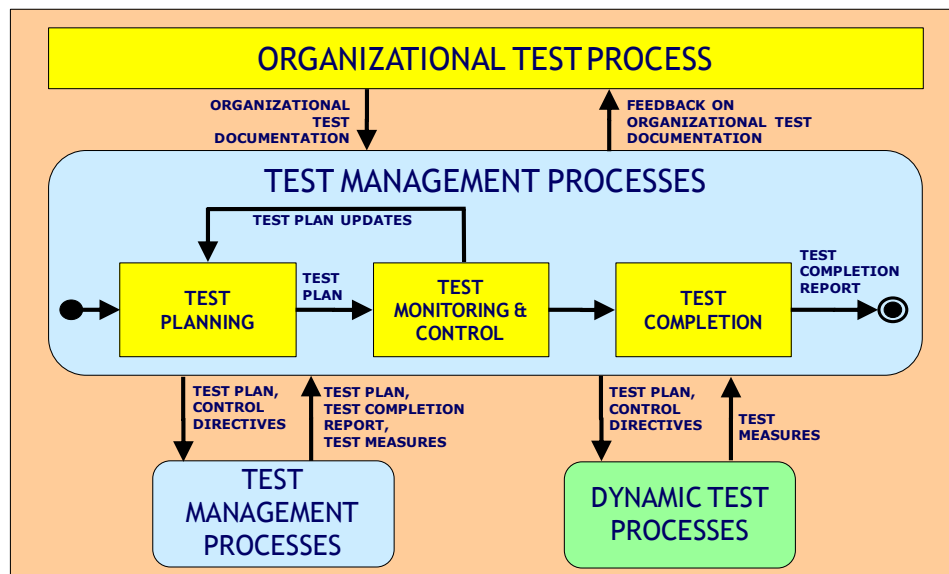 ORGANIZATIONAL TEST PROCESS
ORGANIZATIONAL
TEST
DOCUMENTATION
FEEDBACK ON
ORGANIZATIONAL TEST
DOCUMENTATION
TEST MANAGEMENT PROCESSES
TEST PLAN UPDATES
TEST
PLANNING
TEST
PLAN
TEST
MONITORING &
CONTROL
TEST
COMPLETION
TEST
COMPLETION
REPORT
TEST PLAN,
CONTROL
DIRECTIVES
TEST PLAN,
TEST COMPLETION
REPORT,
TEST MEASURES
TEST PLAN,
CONTROL
DIRECTIVES
TEST
MEASURES
TEST
MANAGEMENT
PROCESSES
DYNAMIC TEST
PROCESSES